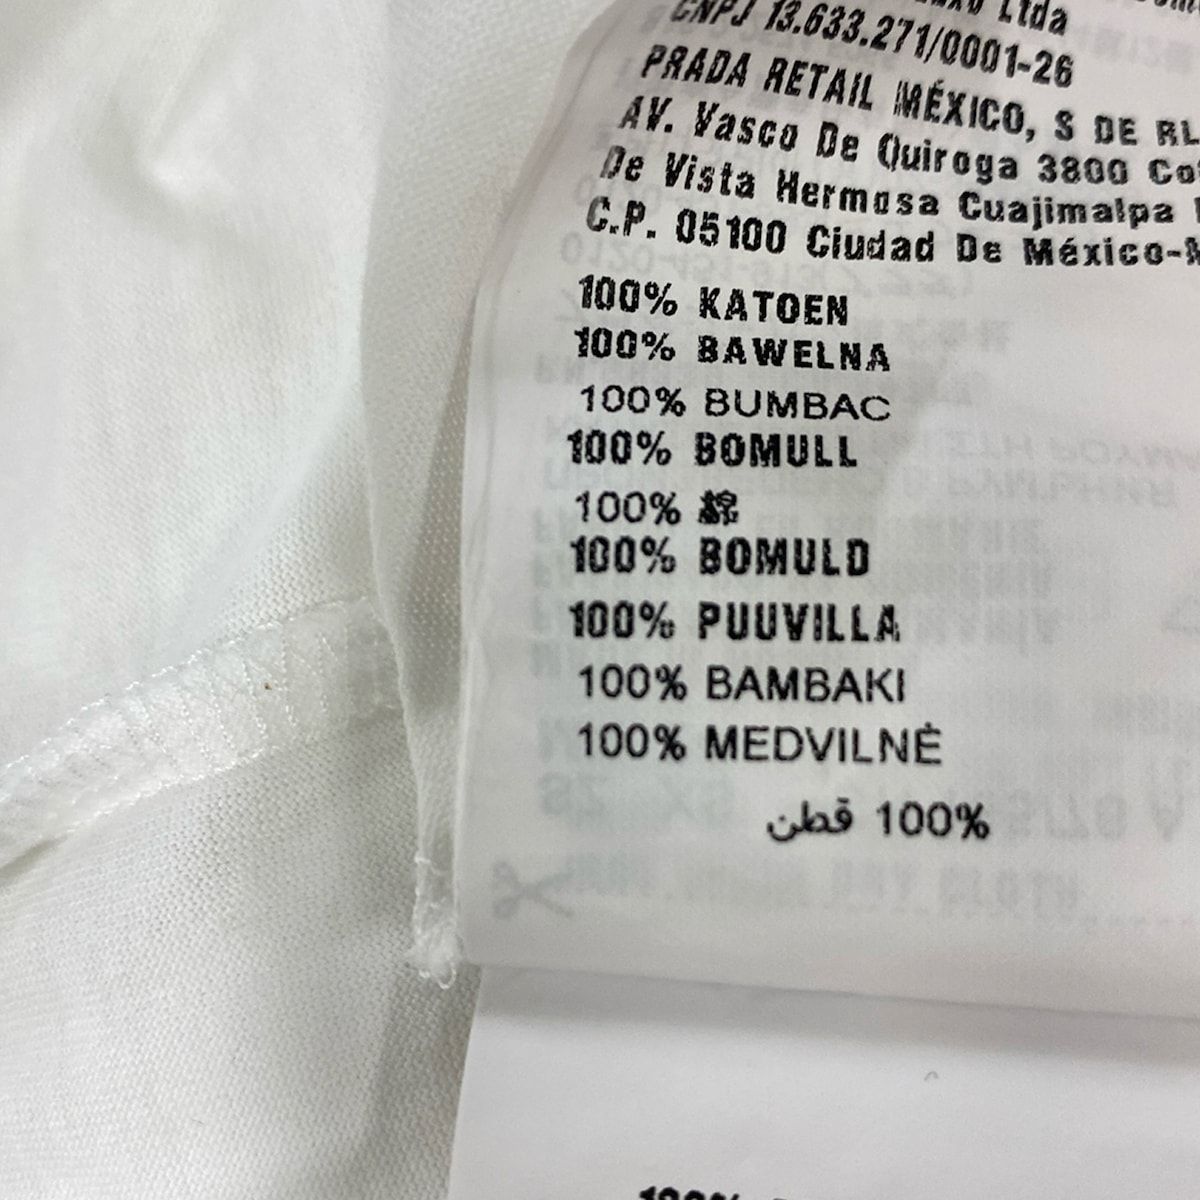 Ltda
CNPJ 13.633.271/0001-26
PRADA RETAIL MÉXICO, S DE RL
AV. Vasco De Quiroga 3800
De Vista Hermosa Cuajimalpa
C.P. 05100 Ciudad De México-
100% KATOEN
100% BAWELNA
100% BUMBAC
100% BOMULL
100% 綿
100% BOMULD
100% PUUVILLA
100% BAMBAKI
100% MEDVILNĖ
100% قطن